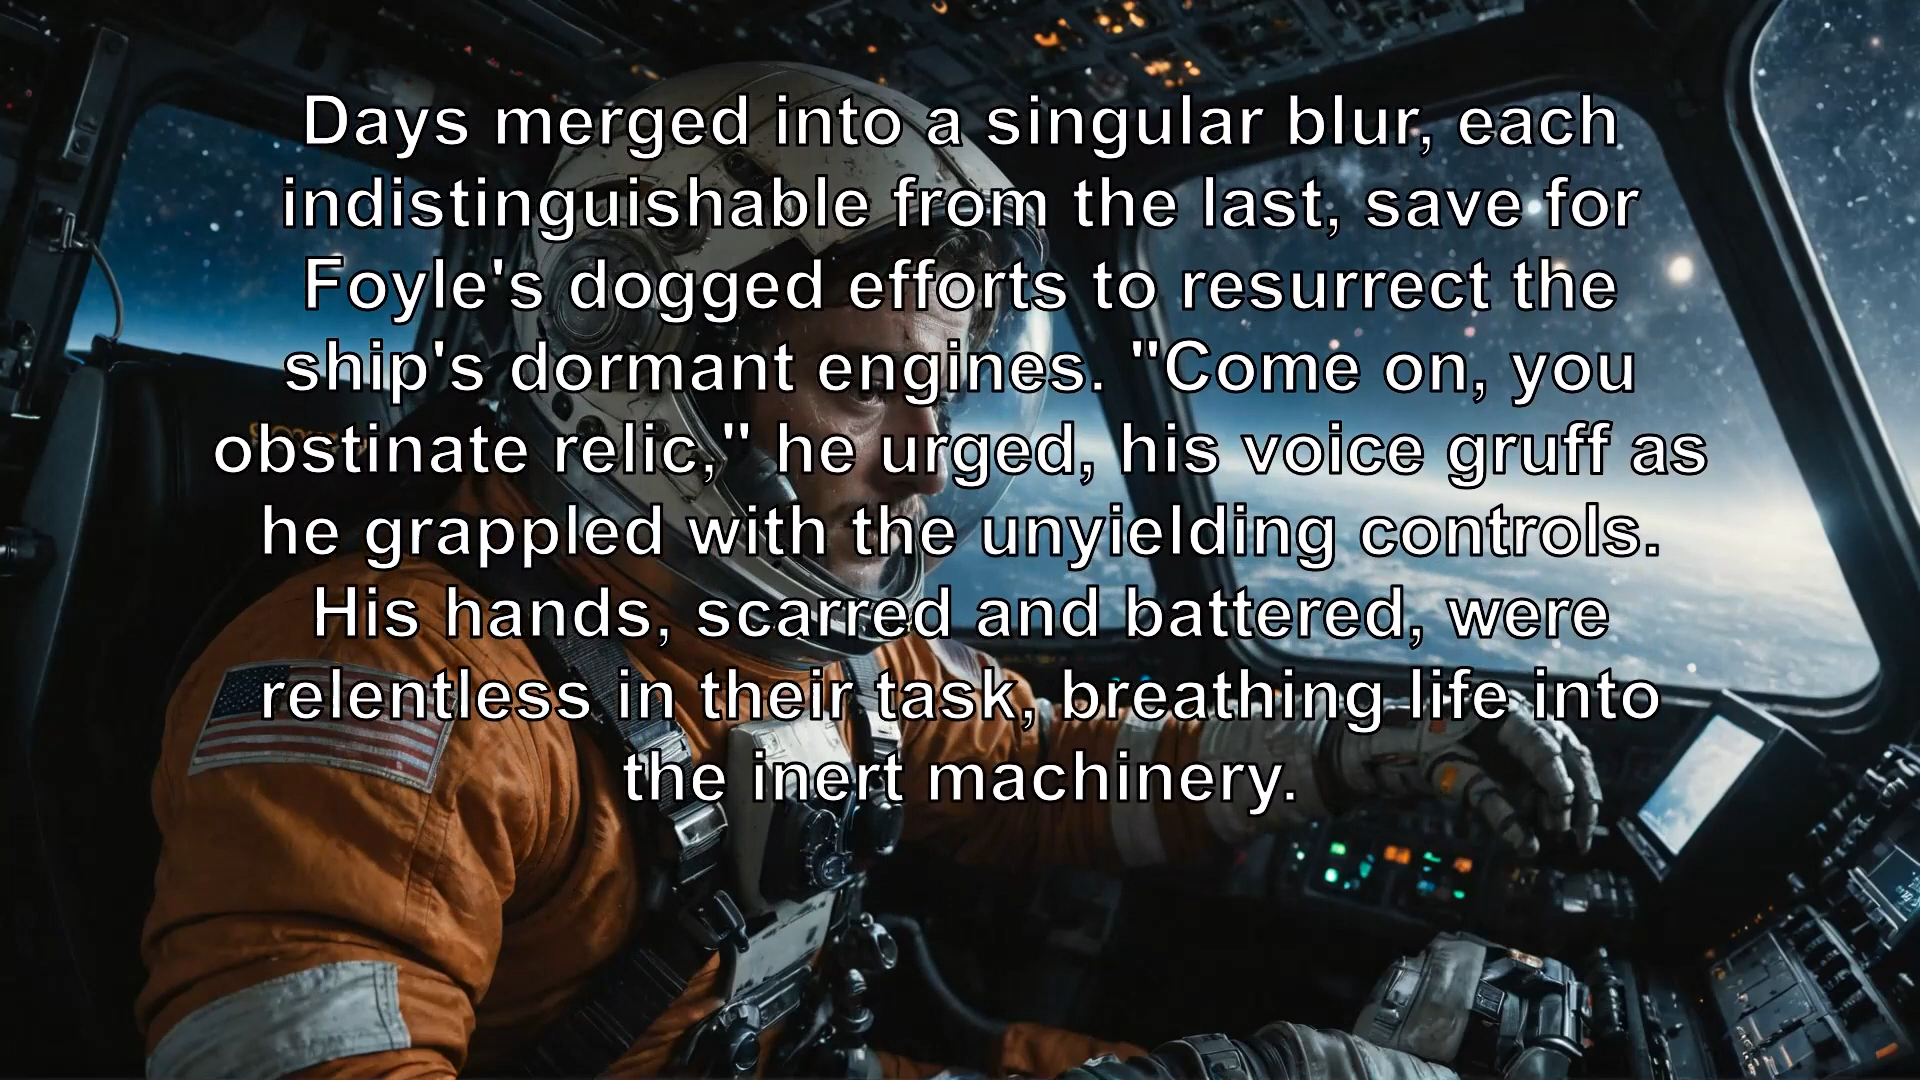 Days merged into a singular blur, each
indistinguishable from the last, save for
Foyle's dogged efforts to resurrect the
ship's dormant engines. "Come on, you
obstinate relic," he urged, his voice gruff as
he grappled with the unyielding controls.
His hands, scarred and battered, were
relentless in their task, breathing life into
the inert machinery.